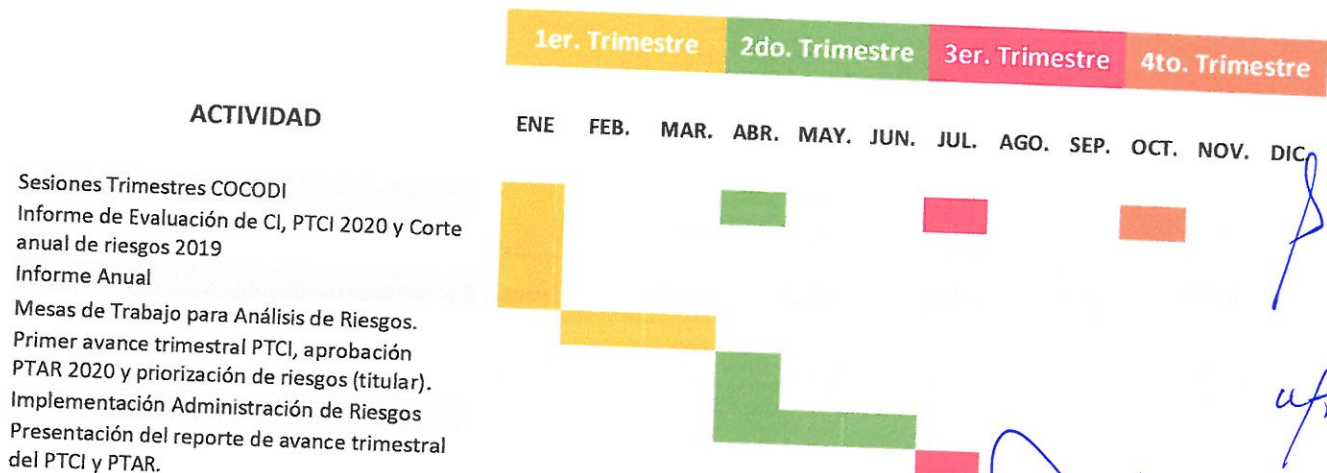 1er. Trimestre 2do. Trimestre 3er. Trimestre 4to. Trimestre
ACTIVIDAD
ENE FEB. MAR. ABR. MAY. JUN. JUL. AGO. SEP. OCT. NOV. DIC.
Sesiones Trimestres COCODI
Informe de Evaluación de CI, PTCI 2020 y Corte
anual de riesgos 2019
Informe Anual
Mesas de Trabajo para Análisis de Riesgos.
Primer avance trimestral PTCI, aprobación
PTAR 2020 y priorización de riesgos (titular).
Implementación Administración de Riesgos
Presentación del reporte de avance trimestral
del PTCI y PTAR.